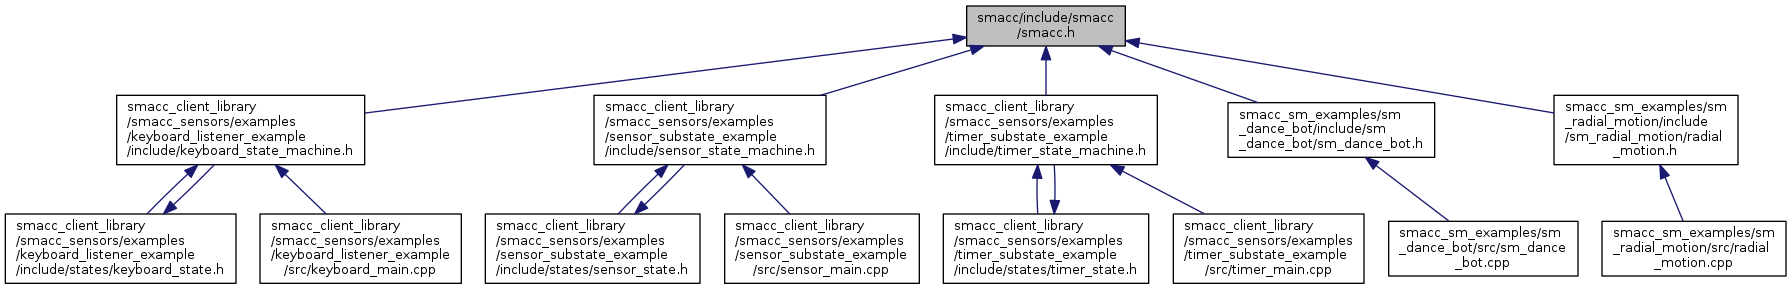 smacc/include/smacc
/smacc.h
smacc_client_library
/smacc_sensors/examples
/keyboard_listener_example
/include/keyboard_state_machine.h
smacc_client_library
/smacc_sensors/examples
/sensor_substate_example
/include/sensor_state_machine.h
smacc_client_library
/smacc_sensors/examples
/timer_substate_example
/include/timer_state_machine.h
smacc_sm_examples/sm
_dance_bot/include/sm
_dance_bot/sm_dance_bot.h
smacc_sm_examples/sm
_radial_motion/include
/sm_radial_motion/radial
_motion.h
smacc_client_library
/smacc_sensors/examples
/keyboard_listener_example
/include/states/keyboard_state.h
smacc_client_library
/smacc_sensors/examples
/keyboard_listener_example
/src/keyboard_main.cpp
smacc_client_library
/smacc_sensors/examples
/sensor_substate_example
/include/states/sensor_state.h
smacc_client_library
/smacc_sensors/examples
/sensor_substate_example
/src/sensor_main.cpp
smacc_client_library
/smacc_sensors/examples
/timer_substate_example
/include/states/timer_state.h
smacc_client_library
/smacc_sensors/examples
/timer_substate_example
/src/timer_main.cpp
smacc_sm_examples/sm
_dance_bot/src/sm_dance
_bot.cpp
smacc_sm_examples/sm
_radial_motion/src/radial
_motion.cpp